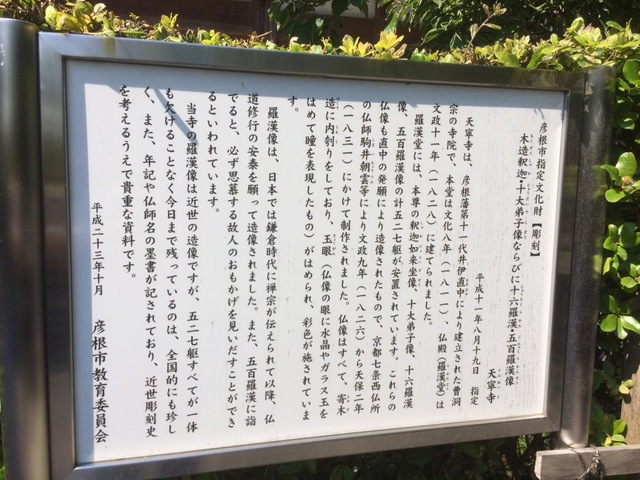 彦根市指定文化財【彫刻】
木造釈迦・十大弟子像ならびに十六羅漢・五百羅漢像
天寧寺
平成十一年八月十九日 指定
天寧寺は、彦根藩第十一代井伊直中により建立された曹洞
宗の寺院で、本堂は文化八年（一八一一）、仏殿（羅漢堂）は
文政十一年（一八二八）に建てられました。
羅漢堂には、本尊の釈迦如来坐像、十大弟子像、十六羅漢
像、五百羅漢像の計五二七躯が安置されています。これらの
仏像も直中の発願により造像されたもので、京都七条西仏所
の仏師駒井朝雲等により文政九年（一八二六）から天保二年
（一八三一）にかけて制作されました。仏像はすべて、寄木
造に内刳りをしており、玉眼（仏像の眼に水晶やガラス玉を
はめて瞳を表現したもの）がはめられ、彩色が施されていま
す。
羅漢像は、日本では鎌倉時代に禅宗が伝えられて以降、仏
道修行の安泰を願って造像されました。また、五百羅漢に詣
でると、必ず思慕する故人のおもかげを見いだすことができ
るといわれています。
当寺の羅漢像は近世の造像ですが、五二七躯すべてが一体
も欠けることなく今日まで残っているのは、全国的にも珍し
く、また、年記や仏師名の墨書が記されており、近世彫刻史
を考えるうえで貴重な資料です。
平成二十三年十月 彦根市教育委員会